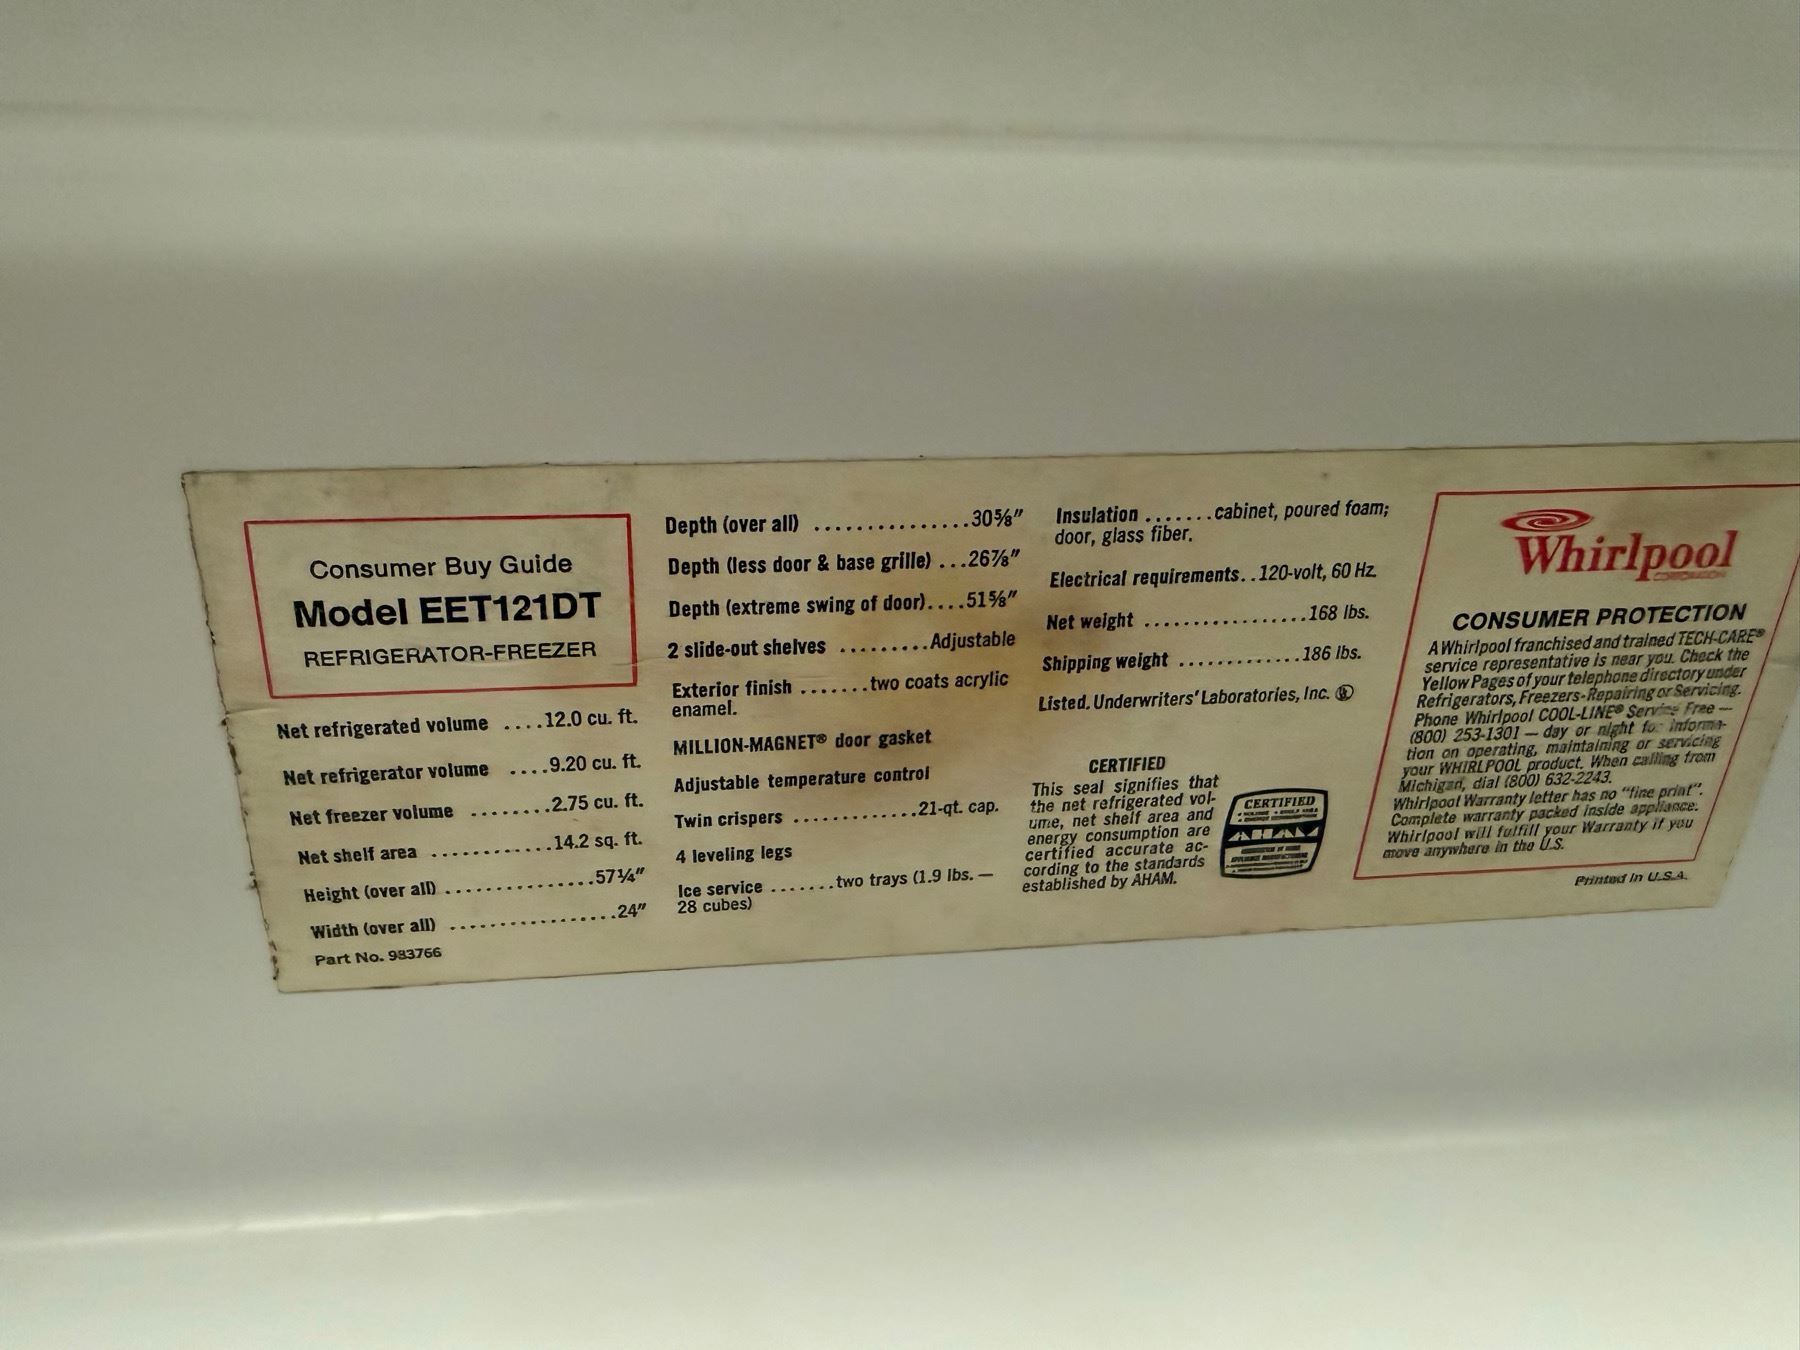 Consumer Buy Guide
Model EET121DT
REFRIGERATOR-FREEZER
Net refrigerated volume ....12.0 cu. ft.
Net refrigerator volume ....9.20 cu. ft.
Net freezer volume ........2.75 cu. ft.
Net shelf area ............14.2 sq. ft.
Height (over all) ...............57¼"
Width (over all) .................24"
Part No. 983766
Depth (over all) ...............30⅝"
Depth (less door & base grille) ...26⅞"
Depth (extreme swing of door)....51⅝"
2 slide-out shelves .........Adjustable
Exterior finish .......two coats acrylic
enamel.
MILLION-MAGNET® door gasket
Adjustable temperature control
Twin crispers .............21-qt. cap.
4 leveling legs
Ice service .......two trays (1.9 lbs. —
28 cubes)
Insulation .......cabinet, poured foam;
door, glass fiber.
Electrical requirements..120-volt, 60 Hz.
Net weight .................168 lbs.
Shipping weight .............186 lbs.
Listed. Underwriters' Laboratories, Inc. UL
CERTIFIED
This seal signifies that
the net refrigerated vol-
ume, net shelf area and
energy consumption are
certified accurate ac-
cording to the standards
established by AHAM.
CERTIFIED
AHAM
Whirlpool
CORPORATION
CONSUMER PROTECTION
A Whirlpool franchised and trained TECH-CARE®
service representative is near you. Check the
Yellow Pages of your telephone directory under
Refrigerators, Freezers-Repairing or Servicing.
Phone Whirlpool COOL-LINE® Service Free —
(800) 253-1301 — day or night for informa-
tion on operating, maintaining or servicing
your WHIRLPOOL product. When calling from
Michigan, dial (800) 632-2243.
Whirlpool Warranty letter has no "fine print".
Complete warranty packed inside appliance.
Whirlpool will fulfill your Warranty if you
move anywhere in the U.S.
Printed In U.S.A.